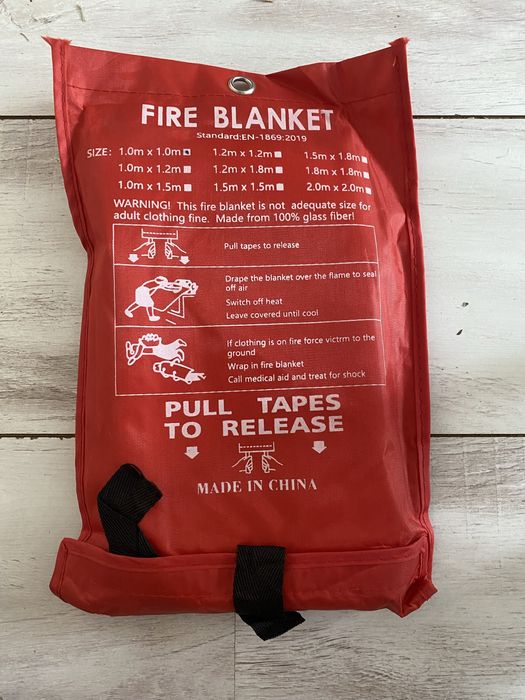 FIRE BLANKET
Standard:EN-1869:2019
SIZE: 1.0m x 1.0m 1.2m x 1.2m 1.5m x 1.8m
1.0m x 1.2m 1.2m x 1.8m 1.8m x 1.8m
1.0m x 1.5m 1.5m x 1.5m 2.0m x 2.0m
WARNING! This fire blanket is not adequate size for
adult clothing fine. Made from 100% glass fiber!
Pull tapes to release
Drape the blanket over the flame to seal
off air
Switch off heat
Leave covered until cool
If clothing is on fire force victrm to the
ground
Wrap in fire blanket
Call medical aid and treat for shock
PULL TAPES
TO RELEASE
MADE IN CHINA